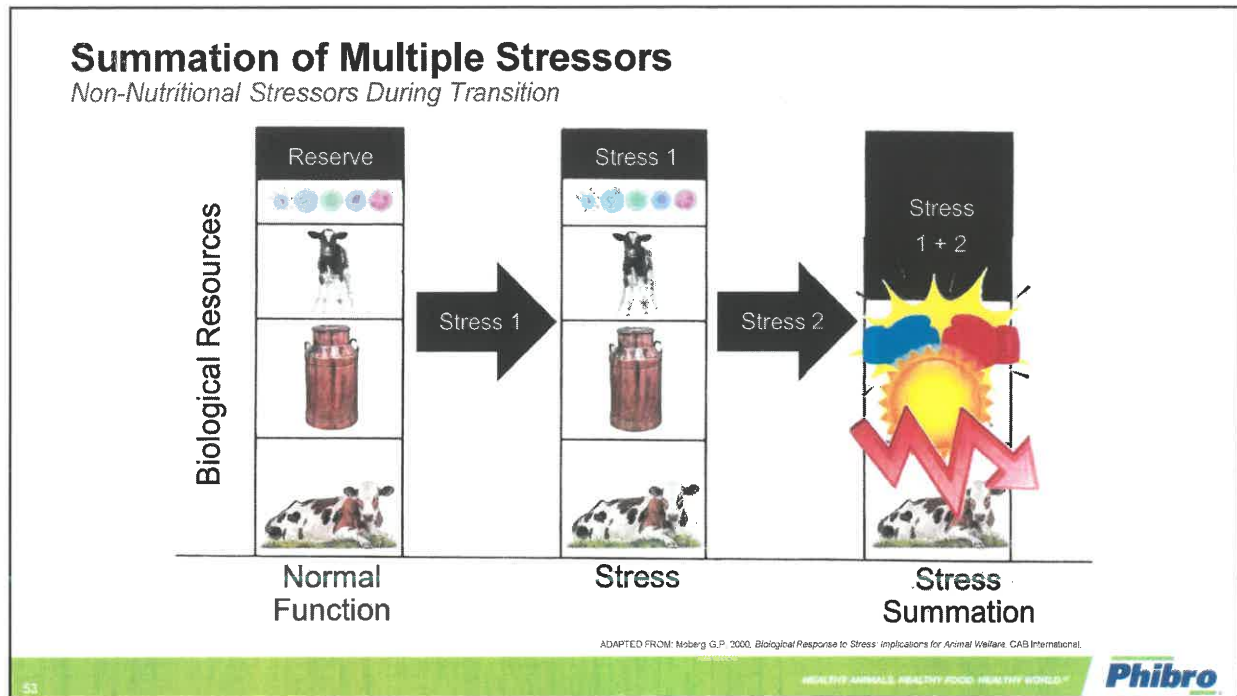 Summation of Multiple Stressors
Non-Nutritional Stressors During Transition
Biological Resources
Reserve
Stress 1
Stress 1
Stress 2
Stress
1 + 2
Normal
Function
Stress
Stress
Summation
ADAPTED FROM: Moberg G.P. 2000, Biological Response to Stress: Implications for Animal Welfare. CAB International.
53
HEALTHY ANIMALS. HEALTHY FOOD. HEALTHY WORLD.
Phibro